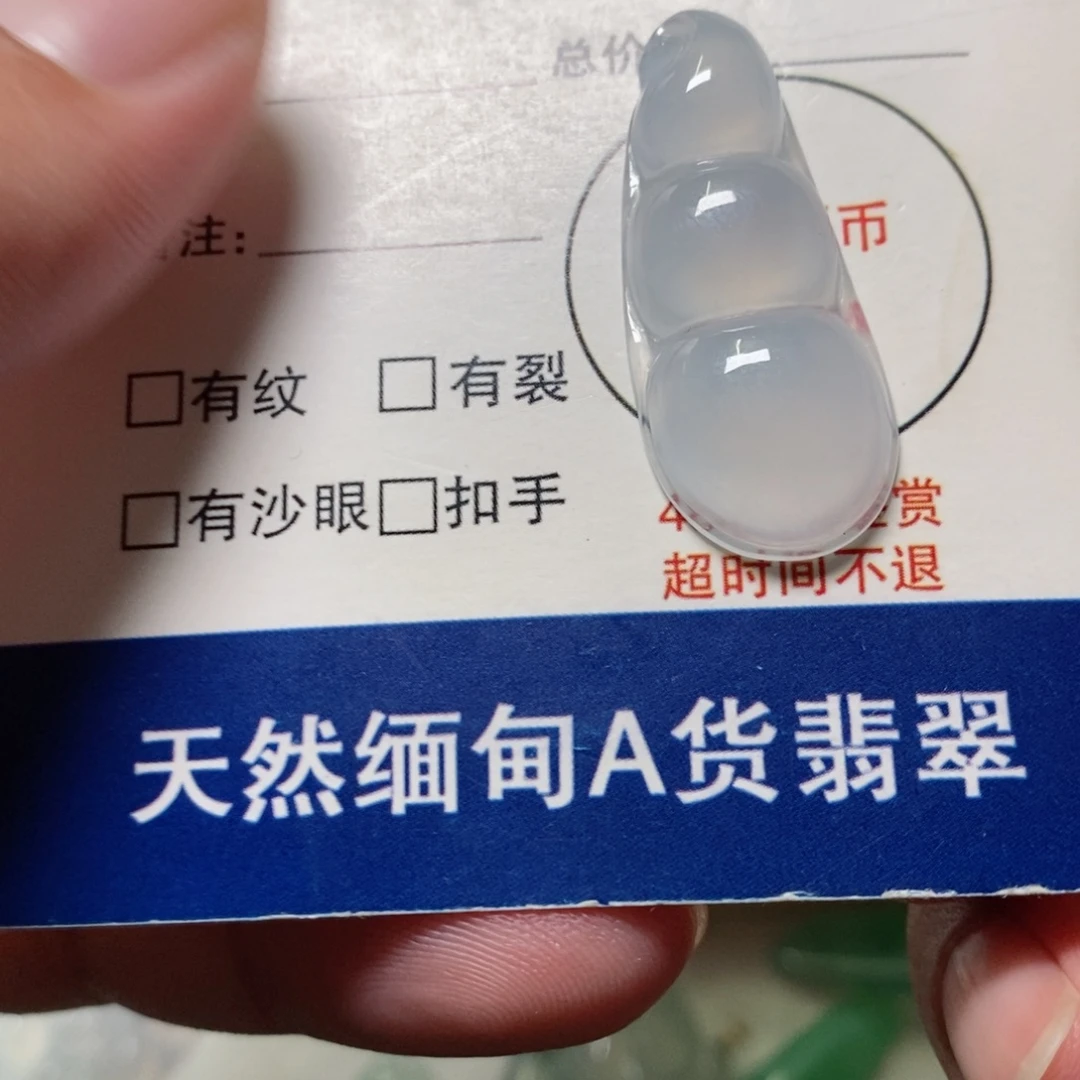 总价
注:
币
□有纹 □有裂
□有沙眼□扣手
赏
超时间不退
天然缅甸A货翡翠